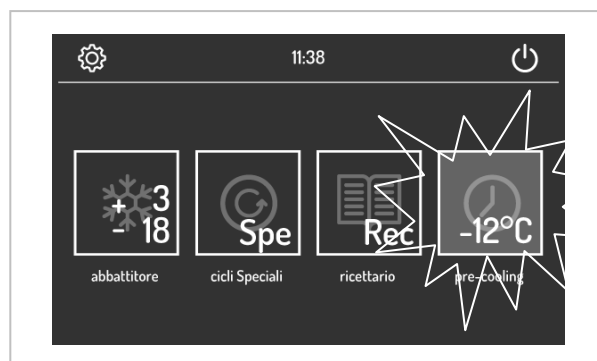 11:38
+3
-18
abbattitore
Spe
cicli Speciali
Rec
ricettario
-12°C
pre-cooling